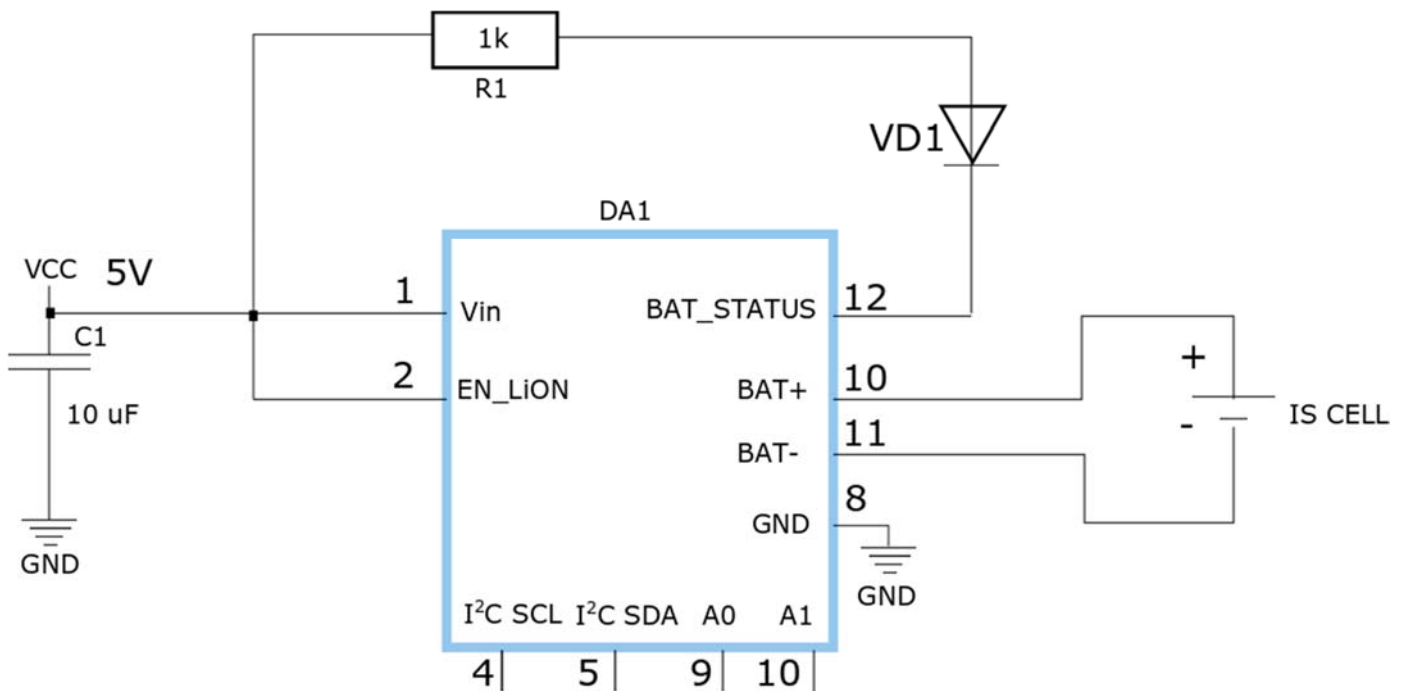 1k
R1
VD1
DA1
VCC
5V
1
Vin
BAT_STATUS
12
C1
2
EN_LiON
BAT+
10
+
10 uF
-
IS CELL
BAT-
11
8
GND
GND
GND
I²C SCL
I²C SDA
A0
A1
4
5
9
10